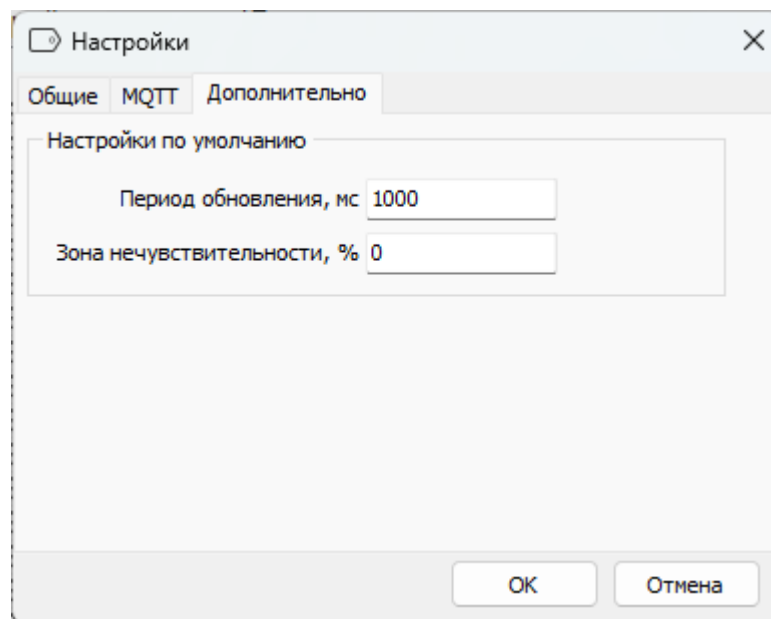 Настройки
Общие MQTT Дополнительно
Настройки по умолчанию
Период обновления, мс 1000
Зона нечувствительности, % 0
OK Отмена